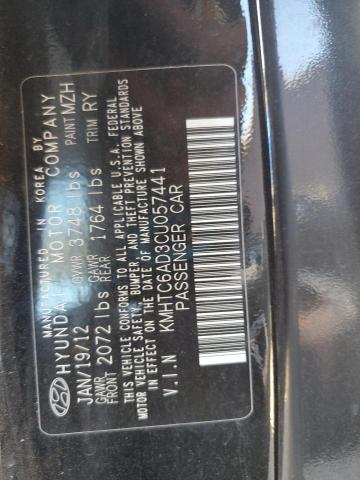 MANUFACTURED IN KOREA BY
HYUNDAI MOTOR COMPANY
JAN/19/12 GVWR 3748 lbs PAINT MZH
GAWR FRONT 2072 lbs GAWR REAR 1764 lbs TRIM RY
THIS VEHICLE CONFORMS TO ALL APPLICABLE U.S.A. FEDERAL
MOTOR VEHICLE SAFETY, BUMPER, AND THEFT PREVENTION STANDARDS
IN EFFECT ON THE DATE OF MANUFACTURE SHOWN ABOVE
V.I.N KMHTC6AD3CU057441
PASSENGER CAR